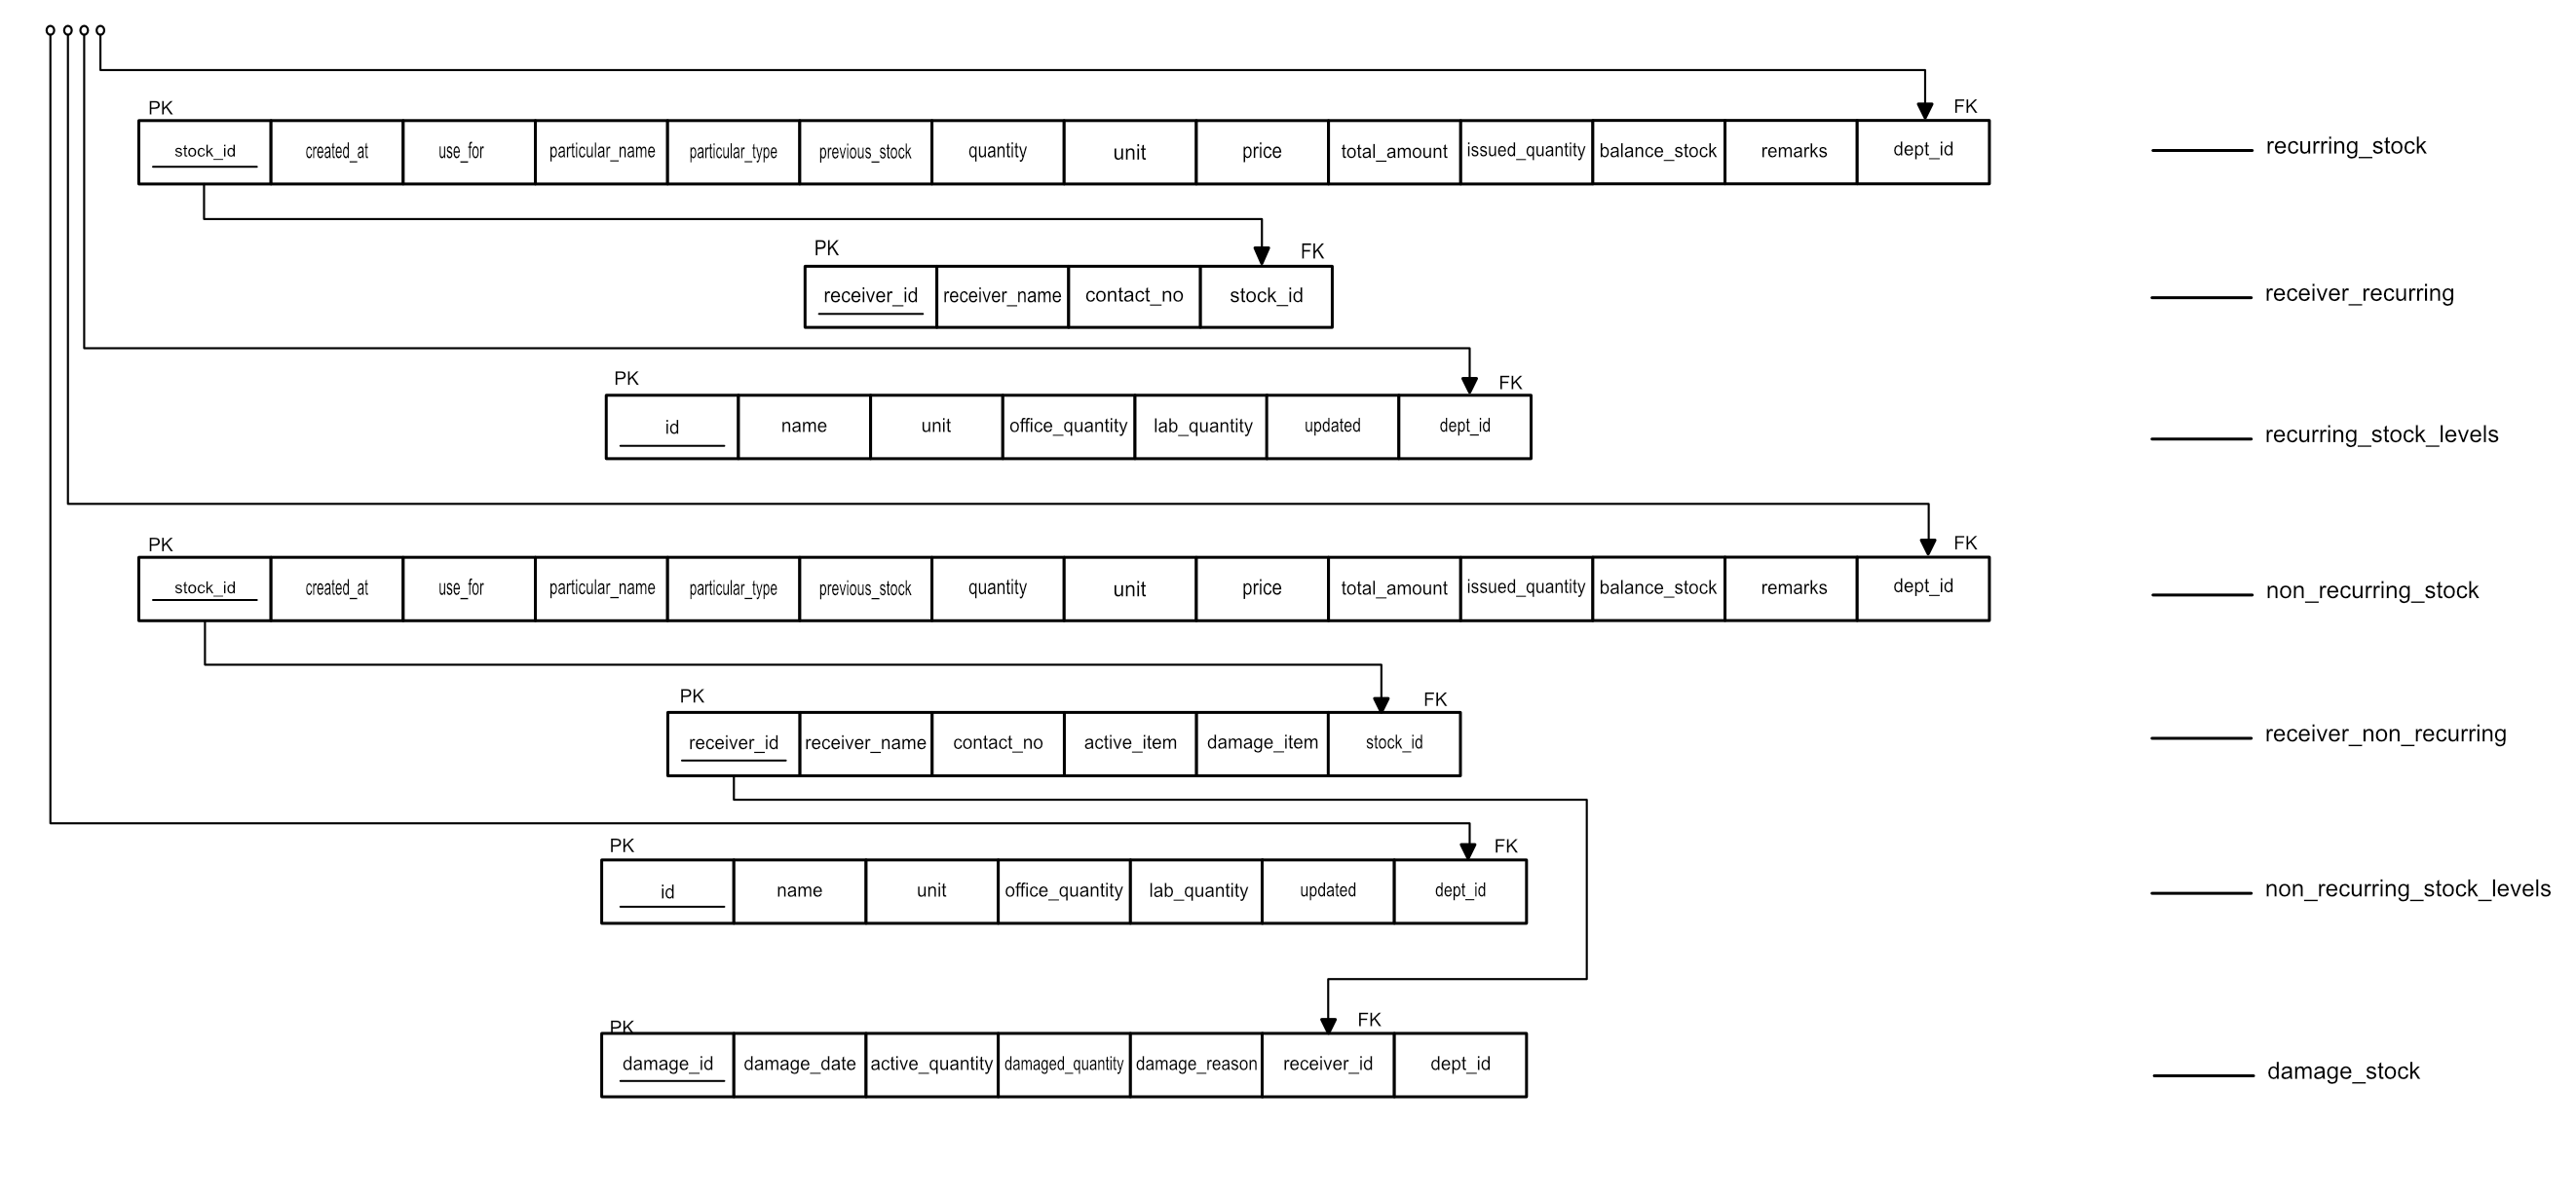 PK FK
stock_id created_at use_for particular_name particular_type previous_stock quantity unit price total_amount issued_quantity balance_stock remarks dept_id recurring_stock
PK FK
receiver_id receiver_name contact_no stock_id receiver_recurring
PK FK
id name unit office_quantity lab_quantity updated dept_id recurring_stock_levels
PK FK
stock_id created_at use_for particular_name particular_type previous_stock quantity unit price total_amount issued_quantity balance_stock remarks dept_id non_recurring_stock
PK FK
receiver_id receiver_name contact_no active_item damage_item stock_id receiver_non_recurring
PK FK
id name unit office_quantity lab_quantity updated dept_id non_recurring_stock_levels
PK FK
damage_id damage_date active_quantity damaged_quantity damage_reason receiver_id dept_id damage_stock